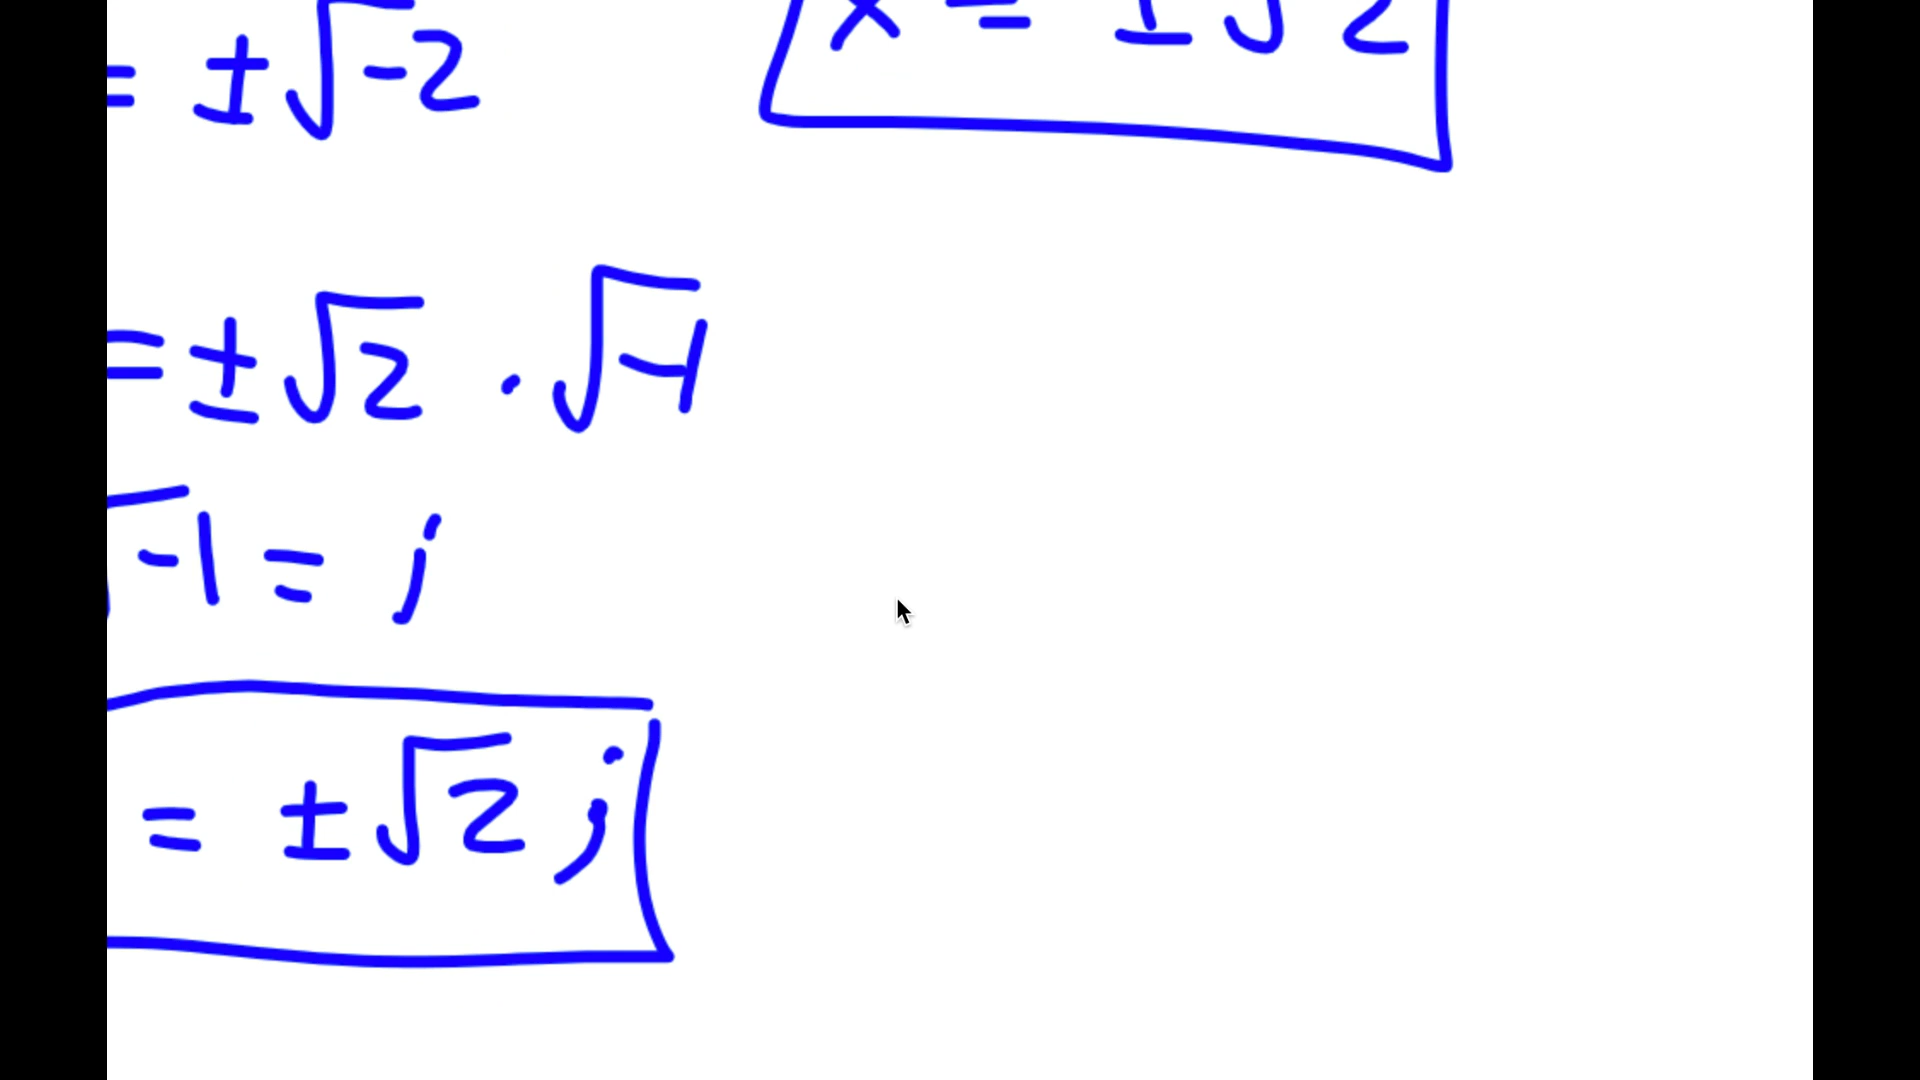 = ±√-2
x = ±√2
= ±√2 · √-1
√-1 = j
= ±√2 j